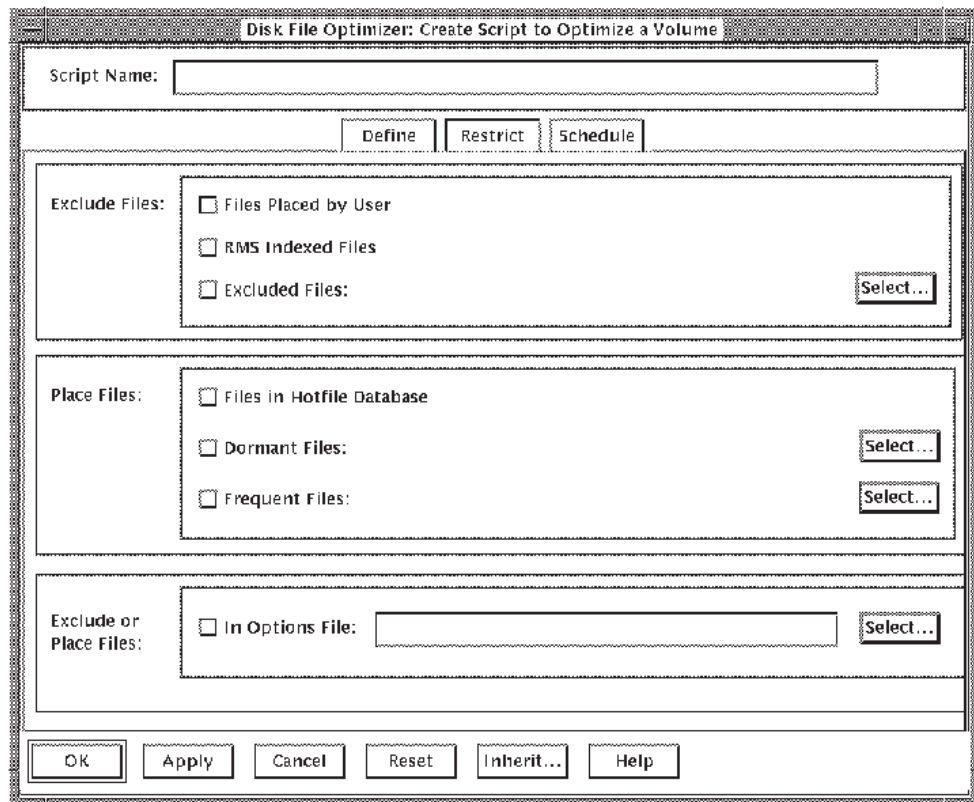 Disk File Optimizer: Create Script to Optimize a Volume
Script Name:
Define Restrict Schedule
Exclude Files:
Files Placed by User
RMS Indexed Files
Excluded Files: Select...
Place Files:
Files in Hotfile Database
Dormant Files: Select...
Frequent Files: Select...
Exclude or
Place Files:
In Options File: Select...
OK Apply Cancel Reset Inherit... Help